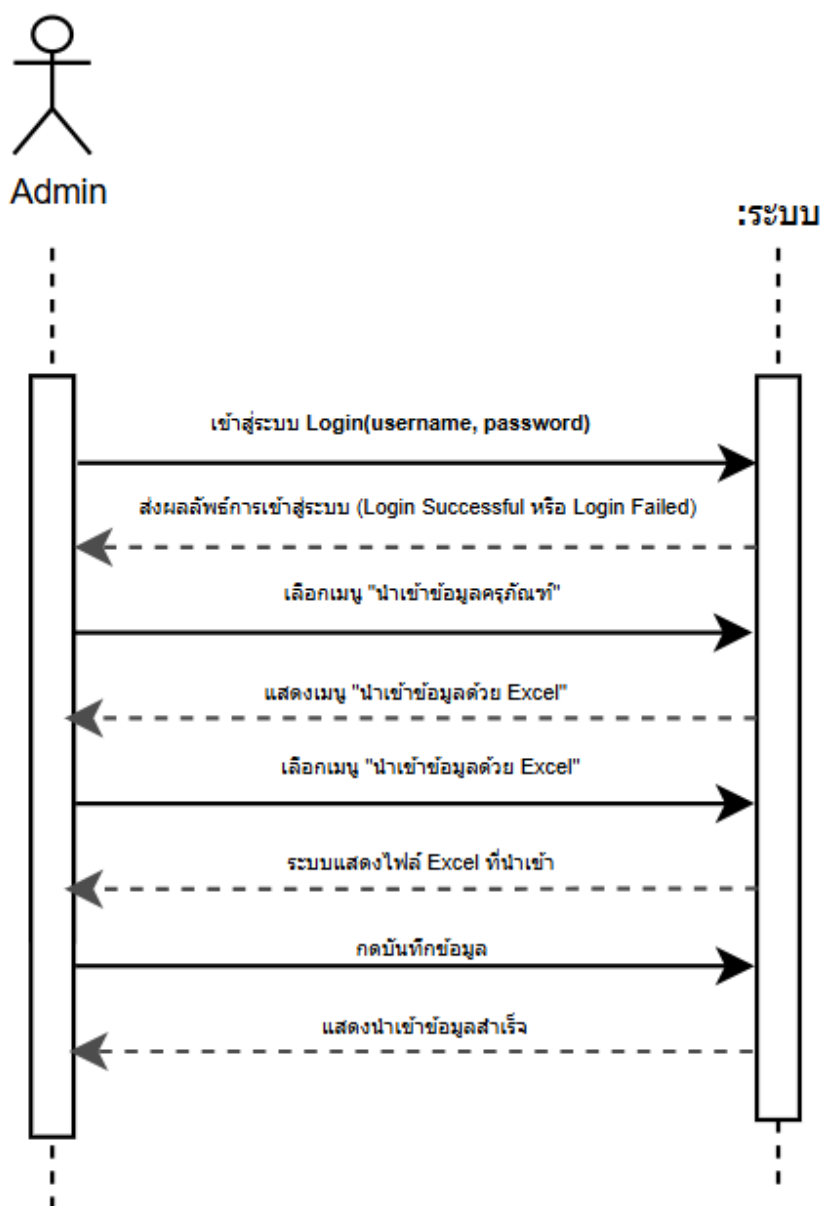 Admin
:ระบบ
เข้าสู่ระบบ Login(username, password)
ส่งผลลัพธ์การเข้าสู่ระบบ (Login Successful หรือ Login Failed)
เลือกเมนู "นำเข้าข้อมูลครุภัณฑ์"
แสดงเมนู "นำเข้าข้อมูลด้วย Excel"
เลือกเมนู "นำเข้าข้อมูลด้วย Excel"
ระบบแสดงไฟล์ Excel ที่นำเข้า
กดบันทึกข้อมูล
แสดงนำเข้าข้อมูลสำเร็จ